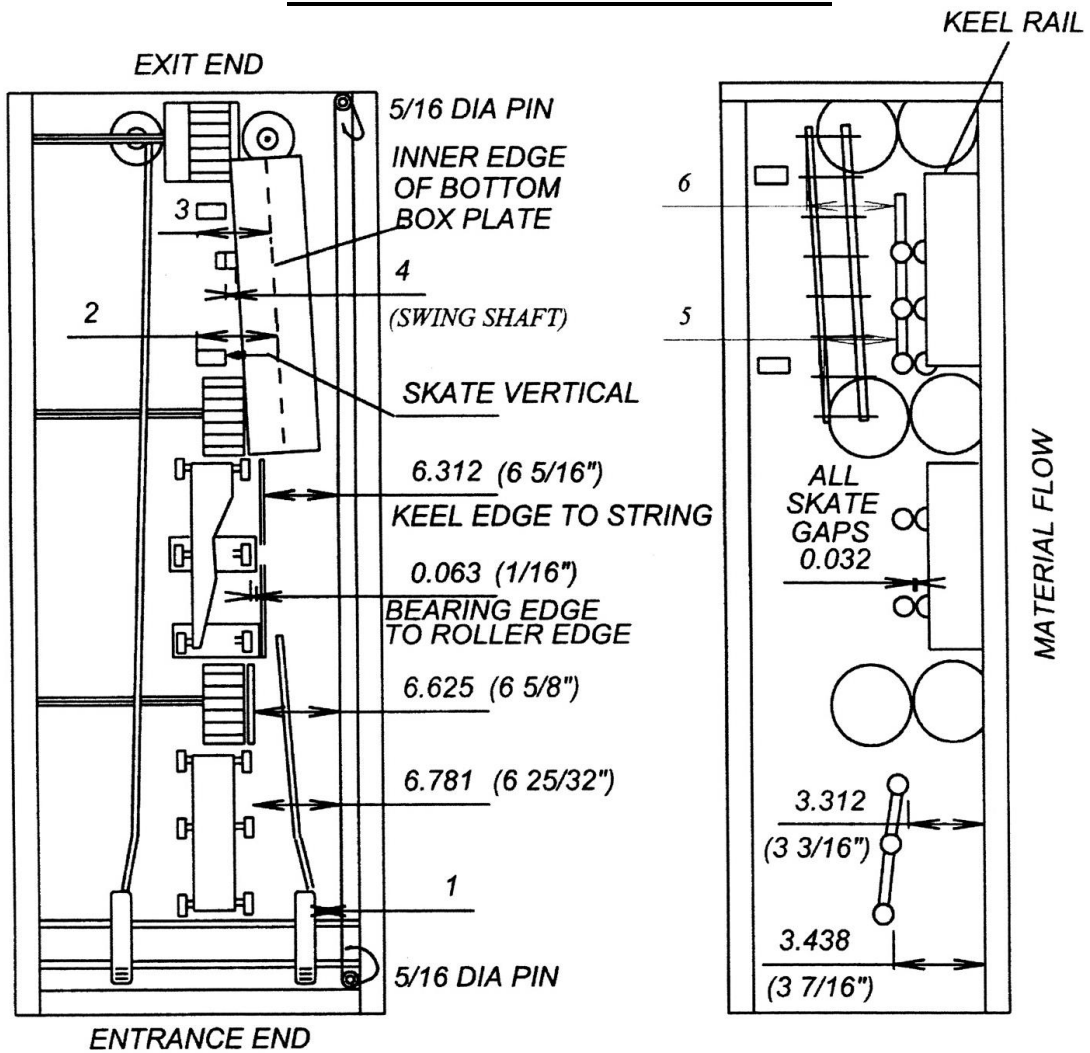 KEEL RAIL
EXIT END
5/16 DIA PIN
INNER EDGE
OF BOTTOM
BOX PLATE
3
4
(SWING SHAFT)
2
SKATE VERTICAL
6.312 (6 5/16")
KEEL EDGE TO STRING
0.063 (1/16")
BEARING EDGE
TO ROLLER EDGE
6.625 (6 5/8")
6.781 (6 25/32")
1
5/16 DIA PIN
ENTRANCE END
6
5
ALL
SKATE
GAPS
0.032
MATERIAL FLOW
3.312
(3 3/16")
3.438
(3 7/16")